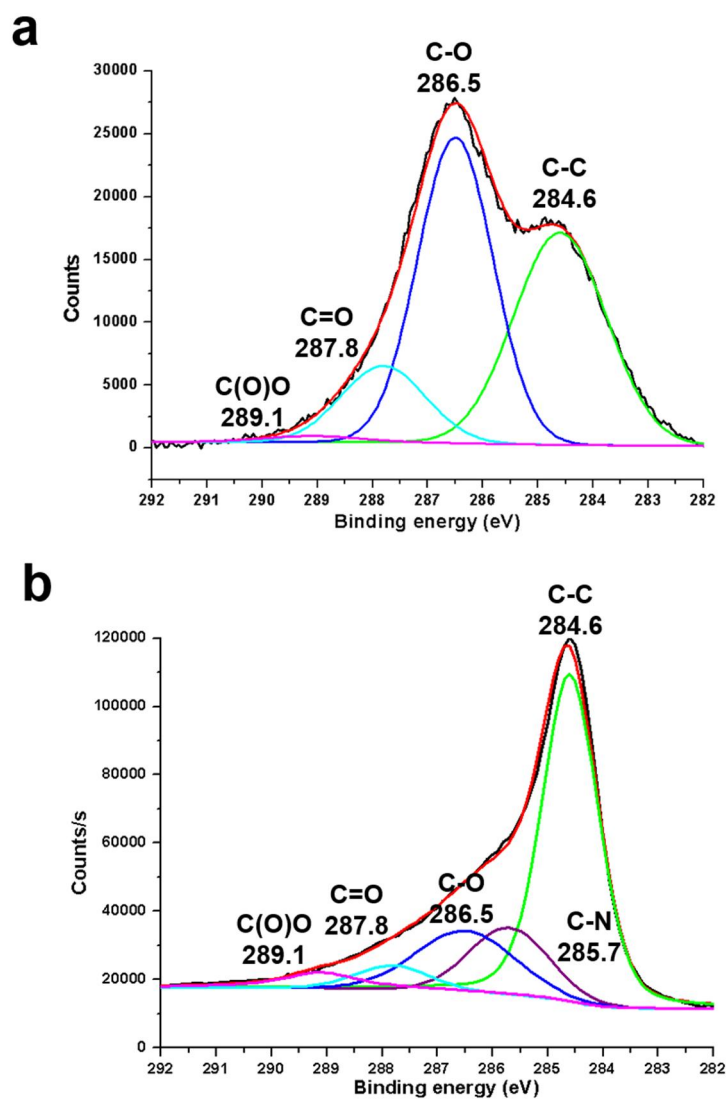 a
C-O
286.5
C-C
284.6
C=O
287.8
C(O)O
289.1
30000
25000
20000
15000
10000
5000
0
Counts
292 291 290 289 288 287 286 285 284 283 282
Binding energy (eV)
b
C-C
284.6
C-O
286.5
C=O
287.8
C(O)O
289.1
C-N
285.7
120000
100000
80000
60000
40000
20000
0
Counts/s
292 291 290 289 288 287 286 285 284 283 282
Binding energy (eV)